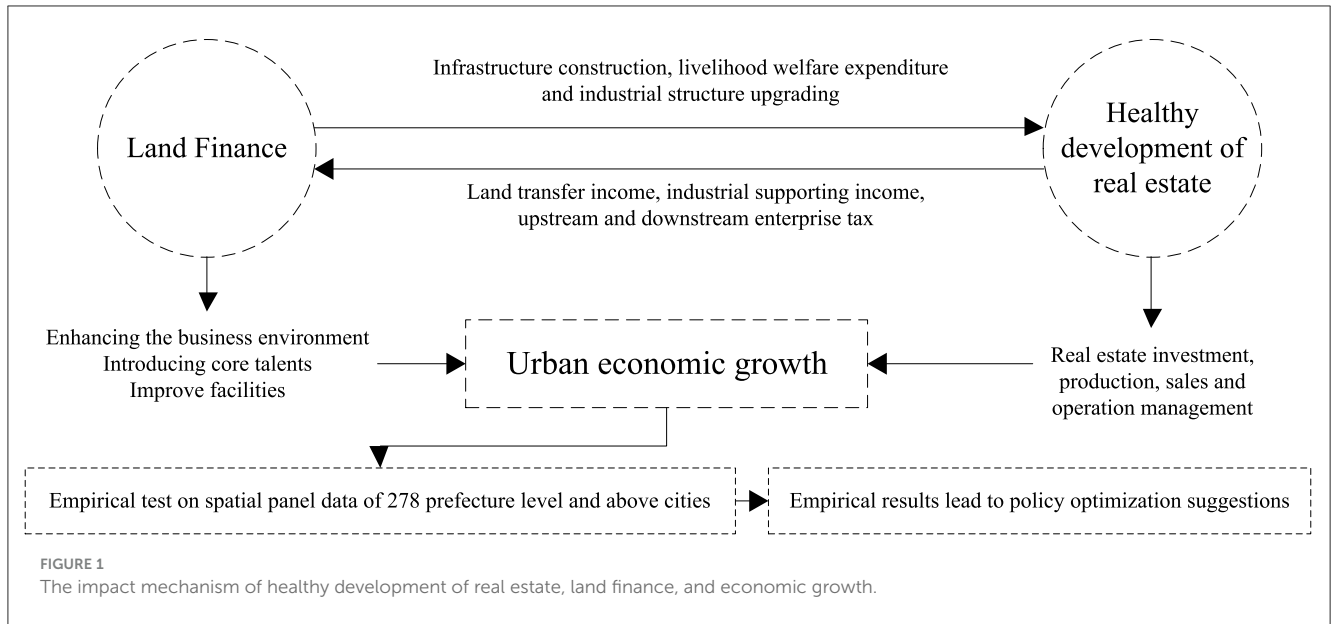 Infrastructure construction, livelihood welfare expenditure
and industrial structure upgrading
Land Finance
Healthy
development of
real estate
Land transfer income, industrial supporting income,
upstream and downstream enterprise tax
Enhancing the business environment
Introducing core talents
Improve facilities
Urban economic growth
Real estate investment,
production, sales and
operation management
Empirical test on spatial panel data of 278 prefecture level and above cities
Empirical results lead to policy optimization suggestions
FIGURE 1
The impact mechanism of healthy development of real estate, land finance, and economic growth.